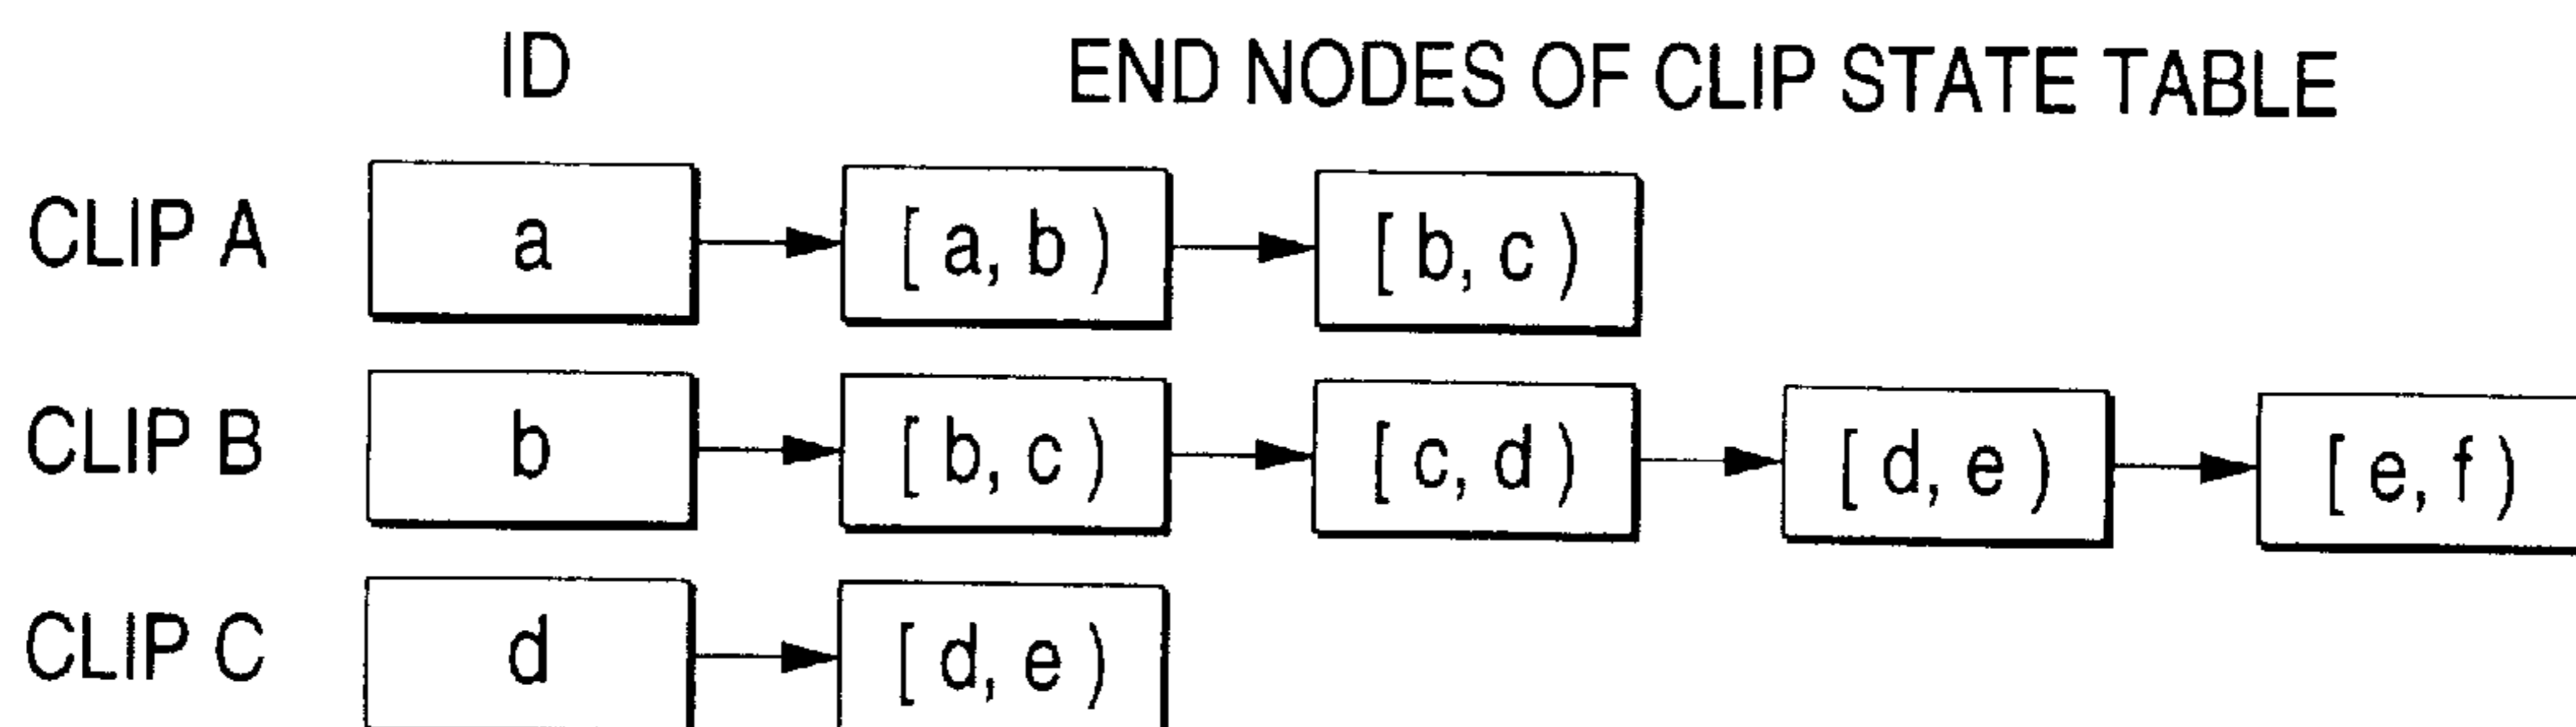 ID END NODES OF CLIP STATE TABLE
CLIP A a [ a, b ) [ b, c )
CLIP B b [ b, c ) [ c, d ) [ d, e ) [ e, f )
CLIP C d [ d, e )